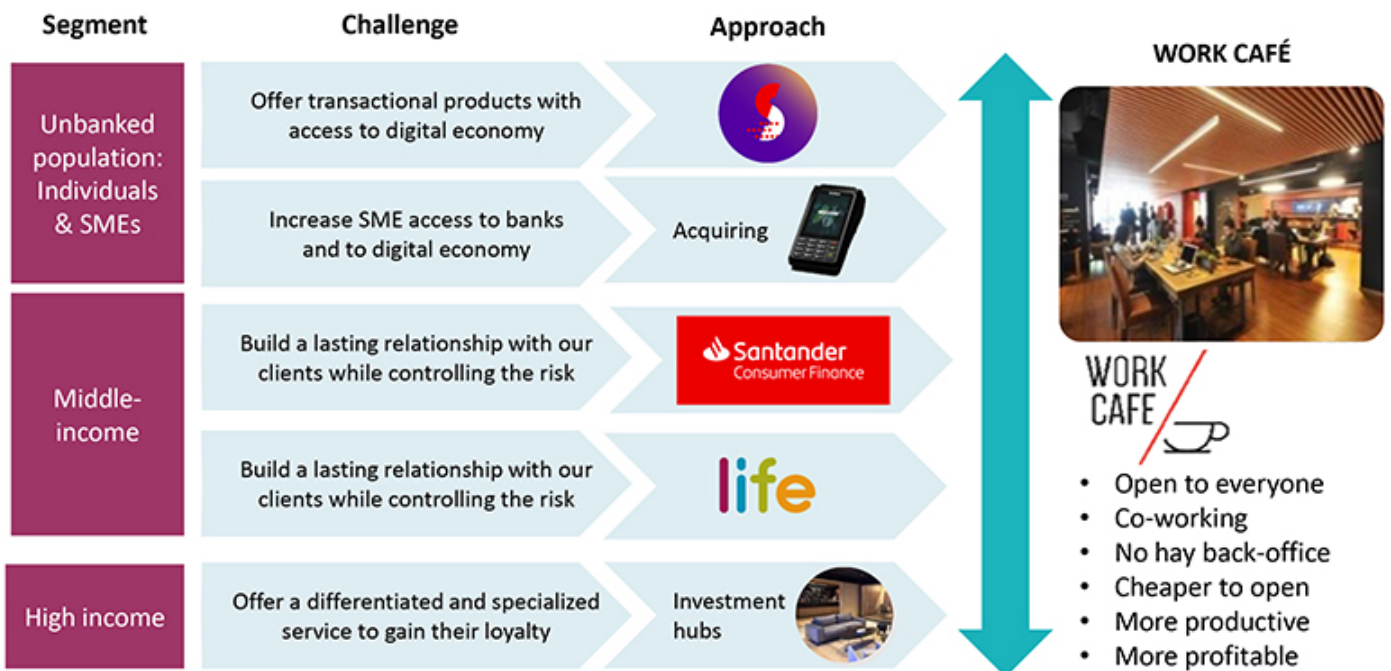 Segment
Challenge
Approach
Unbanked
population:
Individuals
& SMEs
Offer transactional products with
access to digital economy
Increase SME access to banks
and to digital economy
Acquiring
Middle-
income
Build a lasting relationship with our
clients while controlling the risk
Santander
Consumer Finance
Build a lasting relationship with our
clients while controlling the risk
life
High income
Offer a differentiated and specialized
service to gain their loyalty
Investment
hubs
WORK CAFÉ
WORK
CAFE
• Open to everyone
• Co-working
• No hay back-office
• Cheaper to open
• More productive
• More profitable